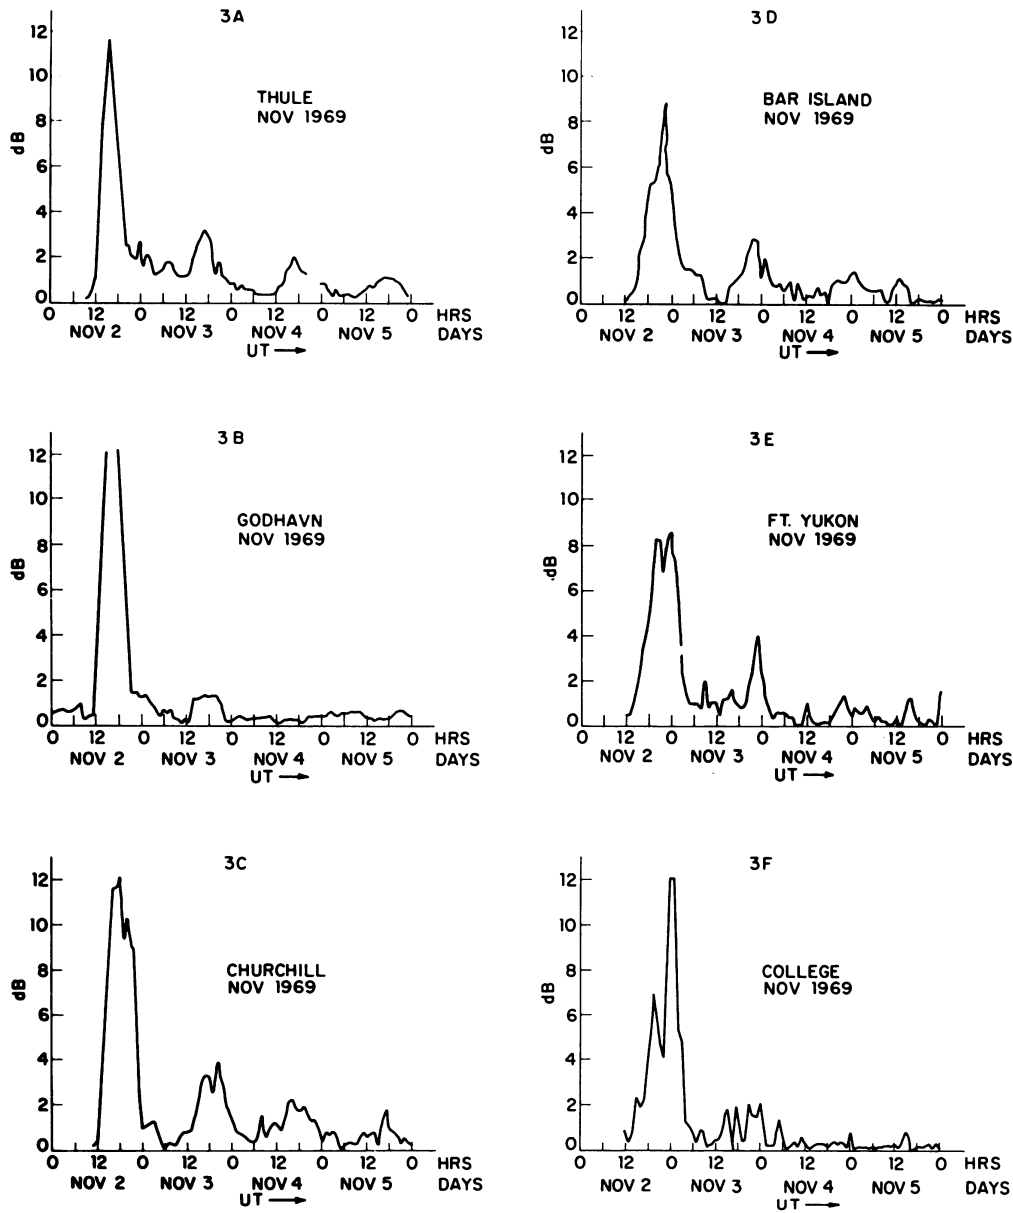 3A
12
10
8
6
4
2
0
dB
THULE
NOV 1969
0 12 0 12 0 12 0 12 0 HRS
NOV 2 NOV 3 NOV 4 NOV 5 DAYS
UT →
3D
12
10
8
6
4
2
0
dB
BAR ISLAND
NOV 1969
0 12 0 12 0 12 0 12 0 HRS
NOV 2 NOV 3 NOV 4 NOV 5 DAYS
UT →
3B
12
10
8
6
4
2
0
dB
GODHAVN
NOV 1969
0 12 0 12 0 12 0 12 0 HRS
NOV 2 NOV 3 NOV 4 NOV 5 DAYS
UT →
3E
12
10
8
6
4
2
0
dB
FT. YUKON
NOV 1969
0 12 0 12 0 12 0 12 0 HRS
NOV 2 NOV 3 NOV 4 NOV 5 DAYS
UT →
3C
12
10
8
6
4
2
0
dB
CHURCHILL
NOV 1969
0 12 0 12 0 12 0 12 0 HRS
NOV 2 NOV 3 NOV 4 NOV 5 DAYS
UT →
3F
12
10
8
6
4
2
0
dB
COLLEGE
NOV 1969
0 12 0 12 0 12 0 12 0 HRS
NOV 2 NOV 3 NOV 4 NOV 5 DAYS
UT →